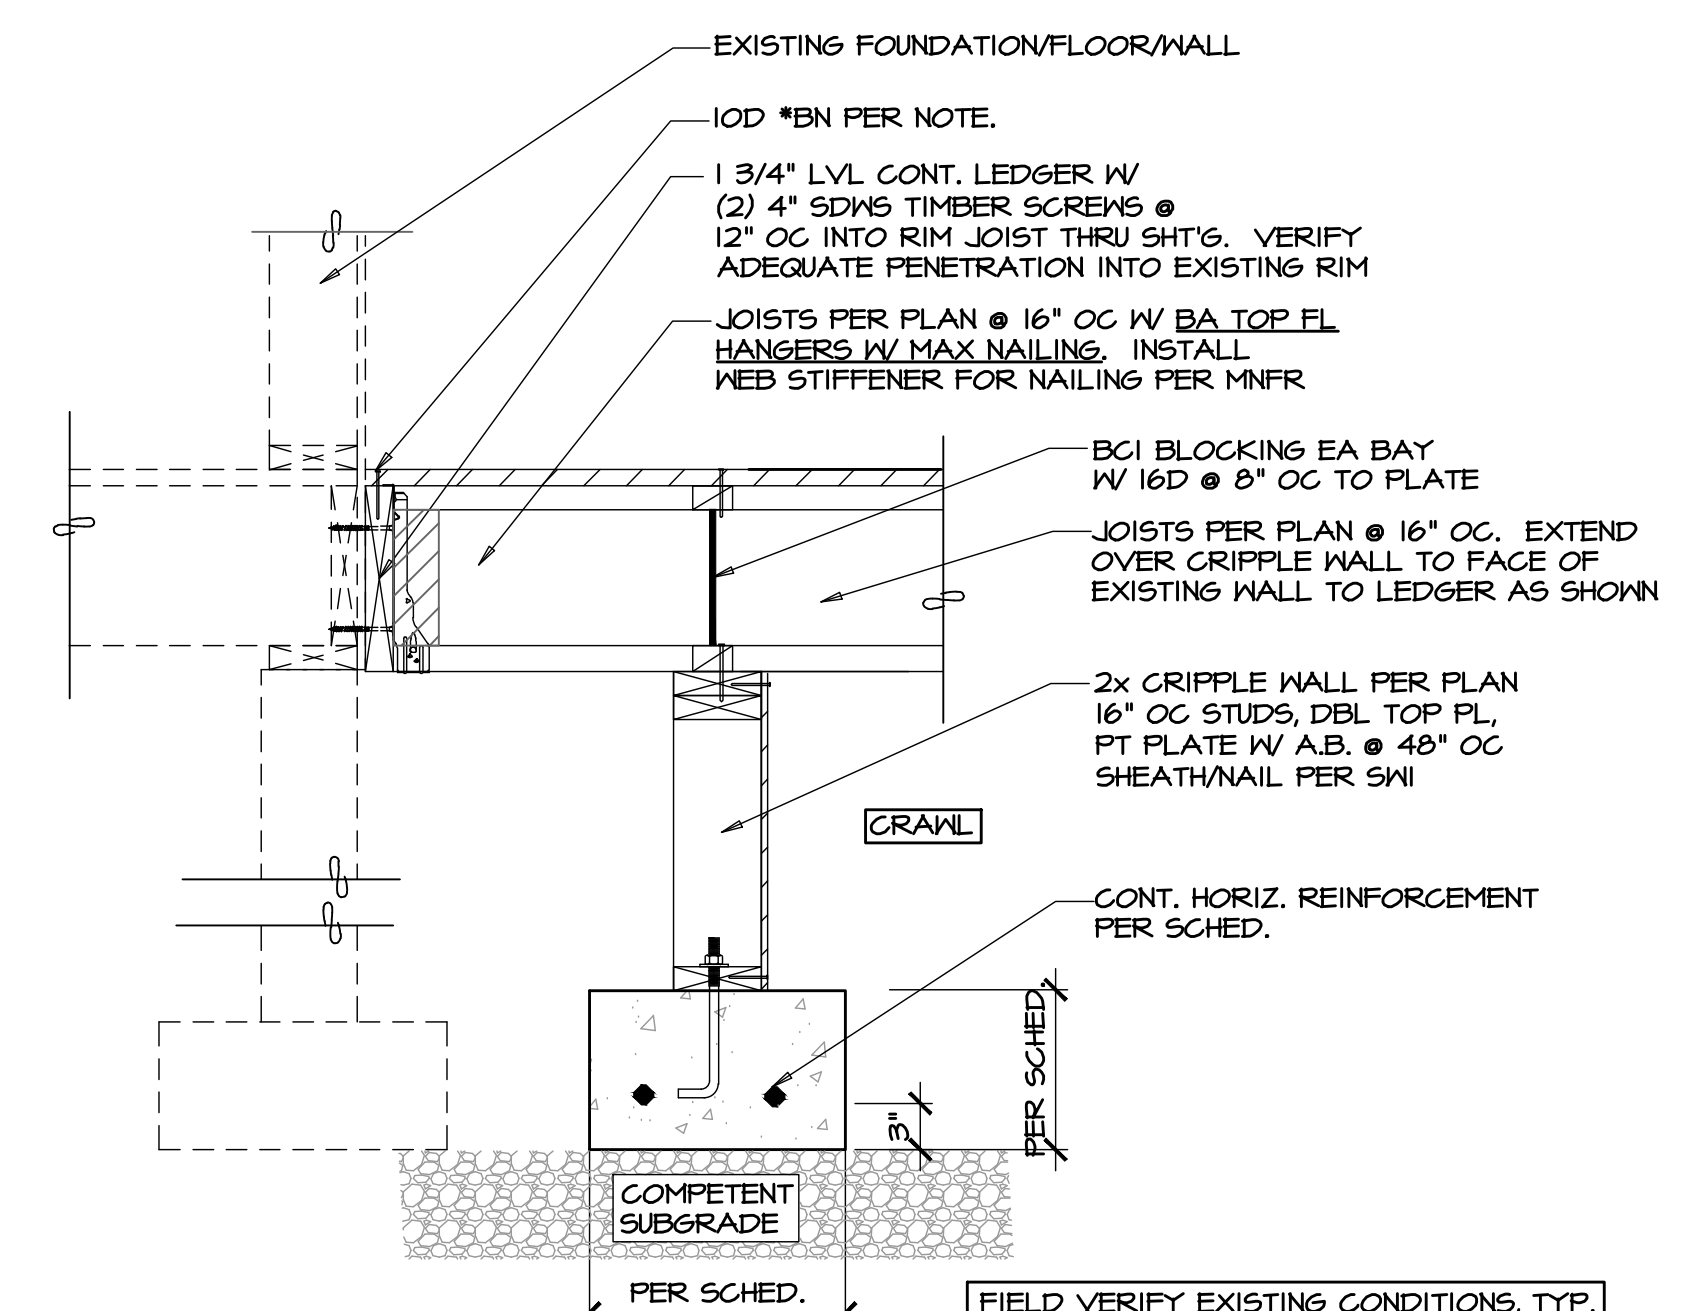 EXISTING FOUNDATION/FLOOR/WALL
10D *BN PER NOTE.
1 3/4" LVL CONT. LEDGER W/
(2) 4" SDWS TIMBER SCREWS @
12" OC INTO RIM JOIST THRU SHT'G. VERIFY
ADEQUATE PENETRATION INTO EXISTING RIM
JOISTS PER PLAN @ 16" OC W/ BA TOP FL
HANGERS W/ MAX NAILING. INSTALL
WEB STIFFENER FOR NAILING PER MNFR
BCI BLOCKING EA BAY
W/ 16D @ 8" OC TO PLATE
JOISTS PER PLAN @ 16" OC. EXTEND
OVER CRIPPLE WALL TO FACE OF
EXISTING WALL TO LEDGER AS SHOWN
2x CRIPPLE WALL PER PLAN
16" OC STUDS, DBL TOP PL,
PT PLATE W/ A.B. @ 48" OC
SHEATH/NAIL PER SW1
CRAWL
CONT. HORIZ. REINFORCEMENT
PER SCHED.
PER SCHED.
3"
COMPETENT
SUBGRADE
PER SCHED.
FIELD VERIFY EXISTING CONDITIONS, TYP.